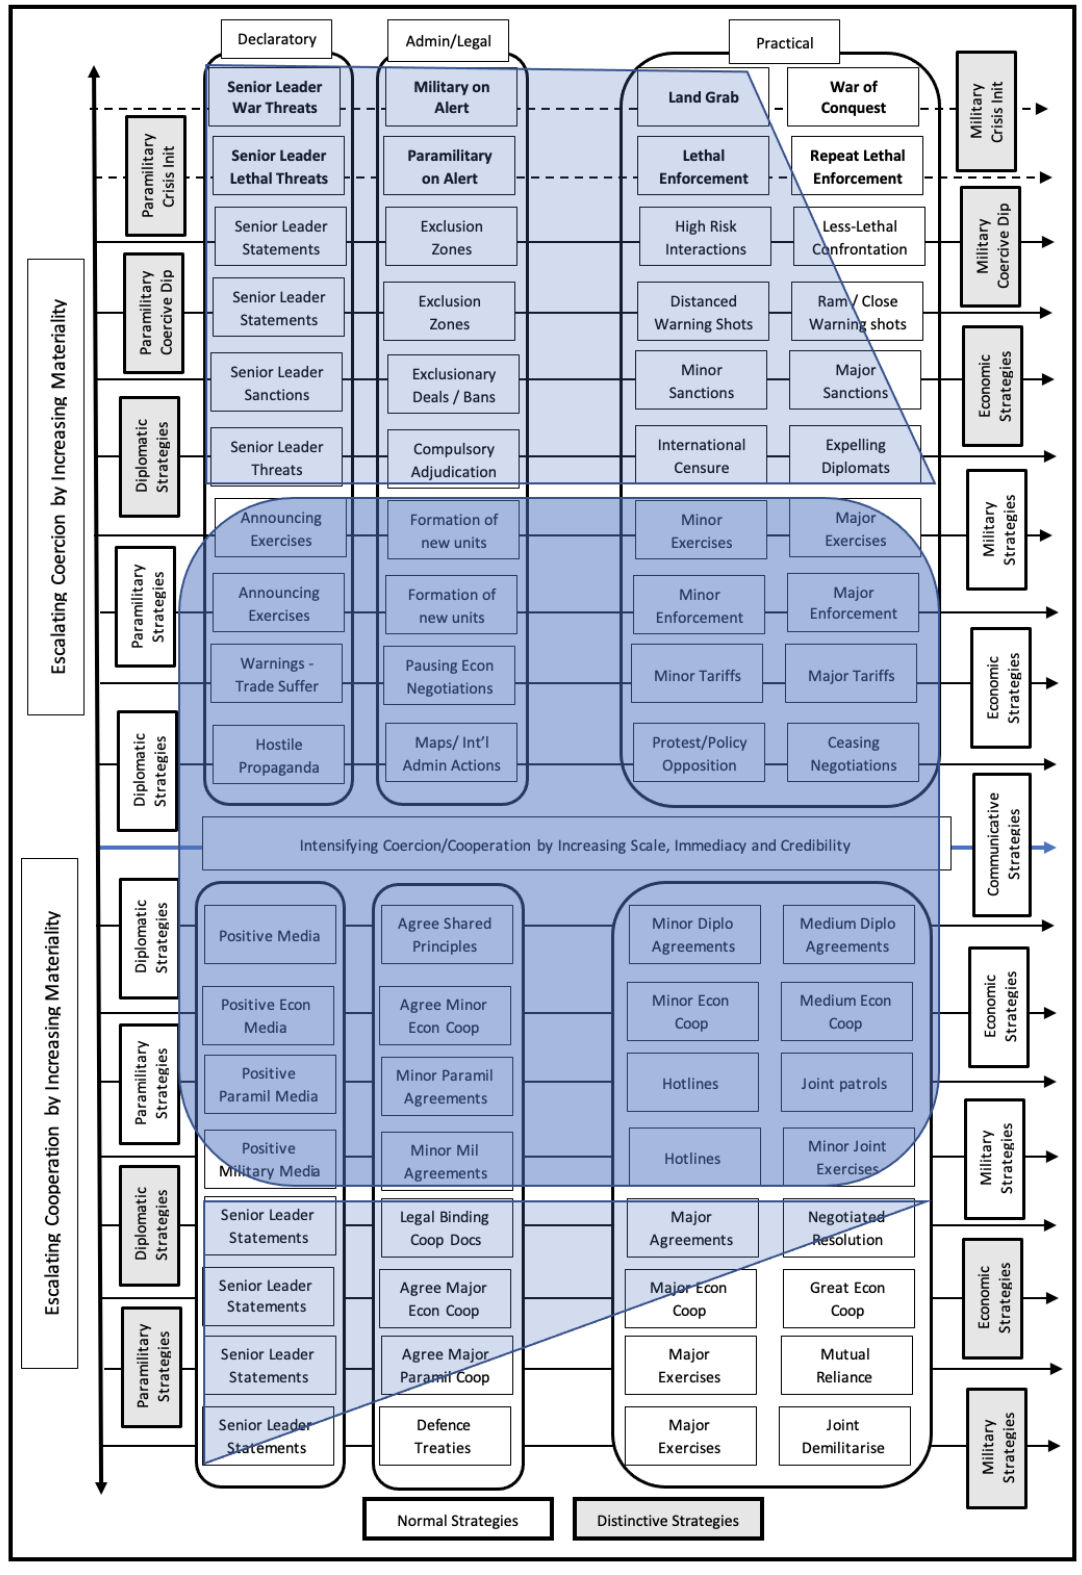 Declaratory
Admin/Legal
Practical
Escalating Coercion by Increasing Materiality
Senior Leader
War Threats
Military on
Alert
Land Grab
War of
Conquest
Military
Crisis Init
Paramilitary
Crisis Init
Senior Leader
Lethal Threats
Paramilitary
on Alert
Lethal
Enforcement
Repeat Lethal
Enforcement
Senior Leader
Statements
Exclusion
Zones
High Risk
Interactions
Less-Lethal
Confrontation
Military
Coercive Dip
Paramilitary
Coercive Dip
Senior Leader
Statements
Exclusion
Zones
Distanced
Warning Shots
Ram / Close
Warning shots
Senior Leader
Sanctions
Exclusionary
Deals / Bans
Minor
Sanctions
Major
Sanctions
Economic
Strategies
Diplomatic
Strategies
Senior Leader
Threats
Compulsory
Adjudication
International
Censure
Expelling
Diplomats
Announcing
Exercises
Formation of
new units
Minor
Exercises
Major
Exercises
Military
Strategies
Paramilitary
Strategies
Announcing
Exercises
Formation of
new units
Minor
Enforcement
Major
Enforcement
Warnings -
Trade Suffer
Pausing Econ
Negotiations
Minor Tariffs
Major Tariffs
Economic
Strategies
Diplomatic
Strategies
Hostile
Propaganda
Maps/ Int'l
Admin Actions
Protest/Policy
Opposition
Ceasing
Negotiations
Intensifying Coercion/Cooperation by Increasing Scale, Immediacy and Credibility
Communicative
Strategies
Escalating Cooperation by Increasing Materiality
Diplomatic
Strategies
Positive Media
Agree Shared
Principles
Minor Diplo
Agreements
Medium Diplo
Agreements
Positive Econ
Media
Agree Minor
Econ Coop
Minor Econ
Coop
Medium Econ
Coop
Economic
Strategies
Paramilitary
Strategies
Positive
Paramil Media
Minor Paramil
Agreements
Hotlines
Joint patrols
Positive
Military Media
Minor Mil
Agreements
Hotlines
Minor Joint
Exercises
Military
Strategies
Diplomatic
Strategies
Senior Leader
Statements
Legal Binding
Coop Docs
Major
Agreements
Negotiated
Resolution
Senior Leader
Statements
Agree Major
Econ Coop
Major Econ
Coop
Great Econ
Coop
Economic
Strategies
Paramilitary
Strategies
Senior Leader
Statements
Agree Major
Paramil Coop
Major
Exercises
Mutual
Reliance
Senior Leader
Statements
Defence
Treaties
Major
Exercises
Joint
Demilitarise
Military
Strategies
Normal Strategies
Distinctive Strategies